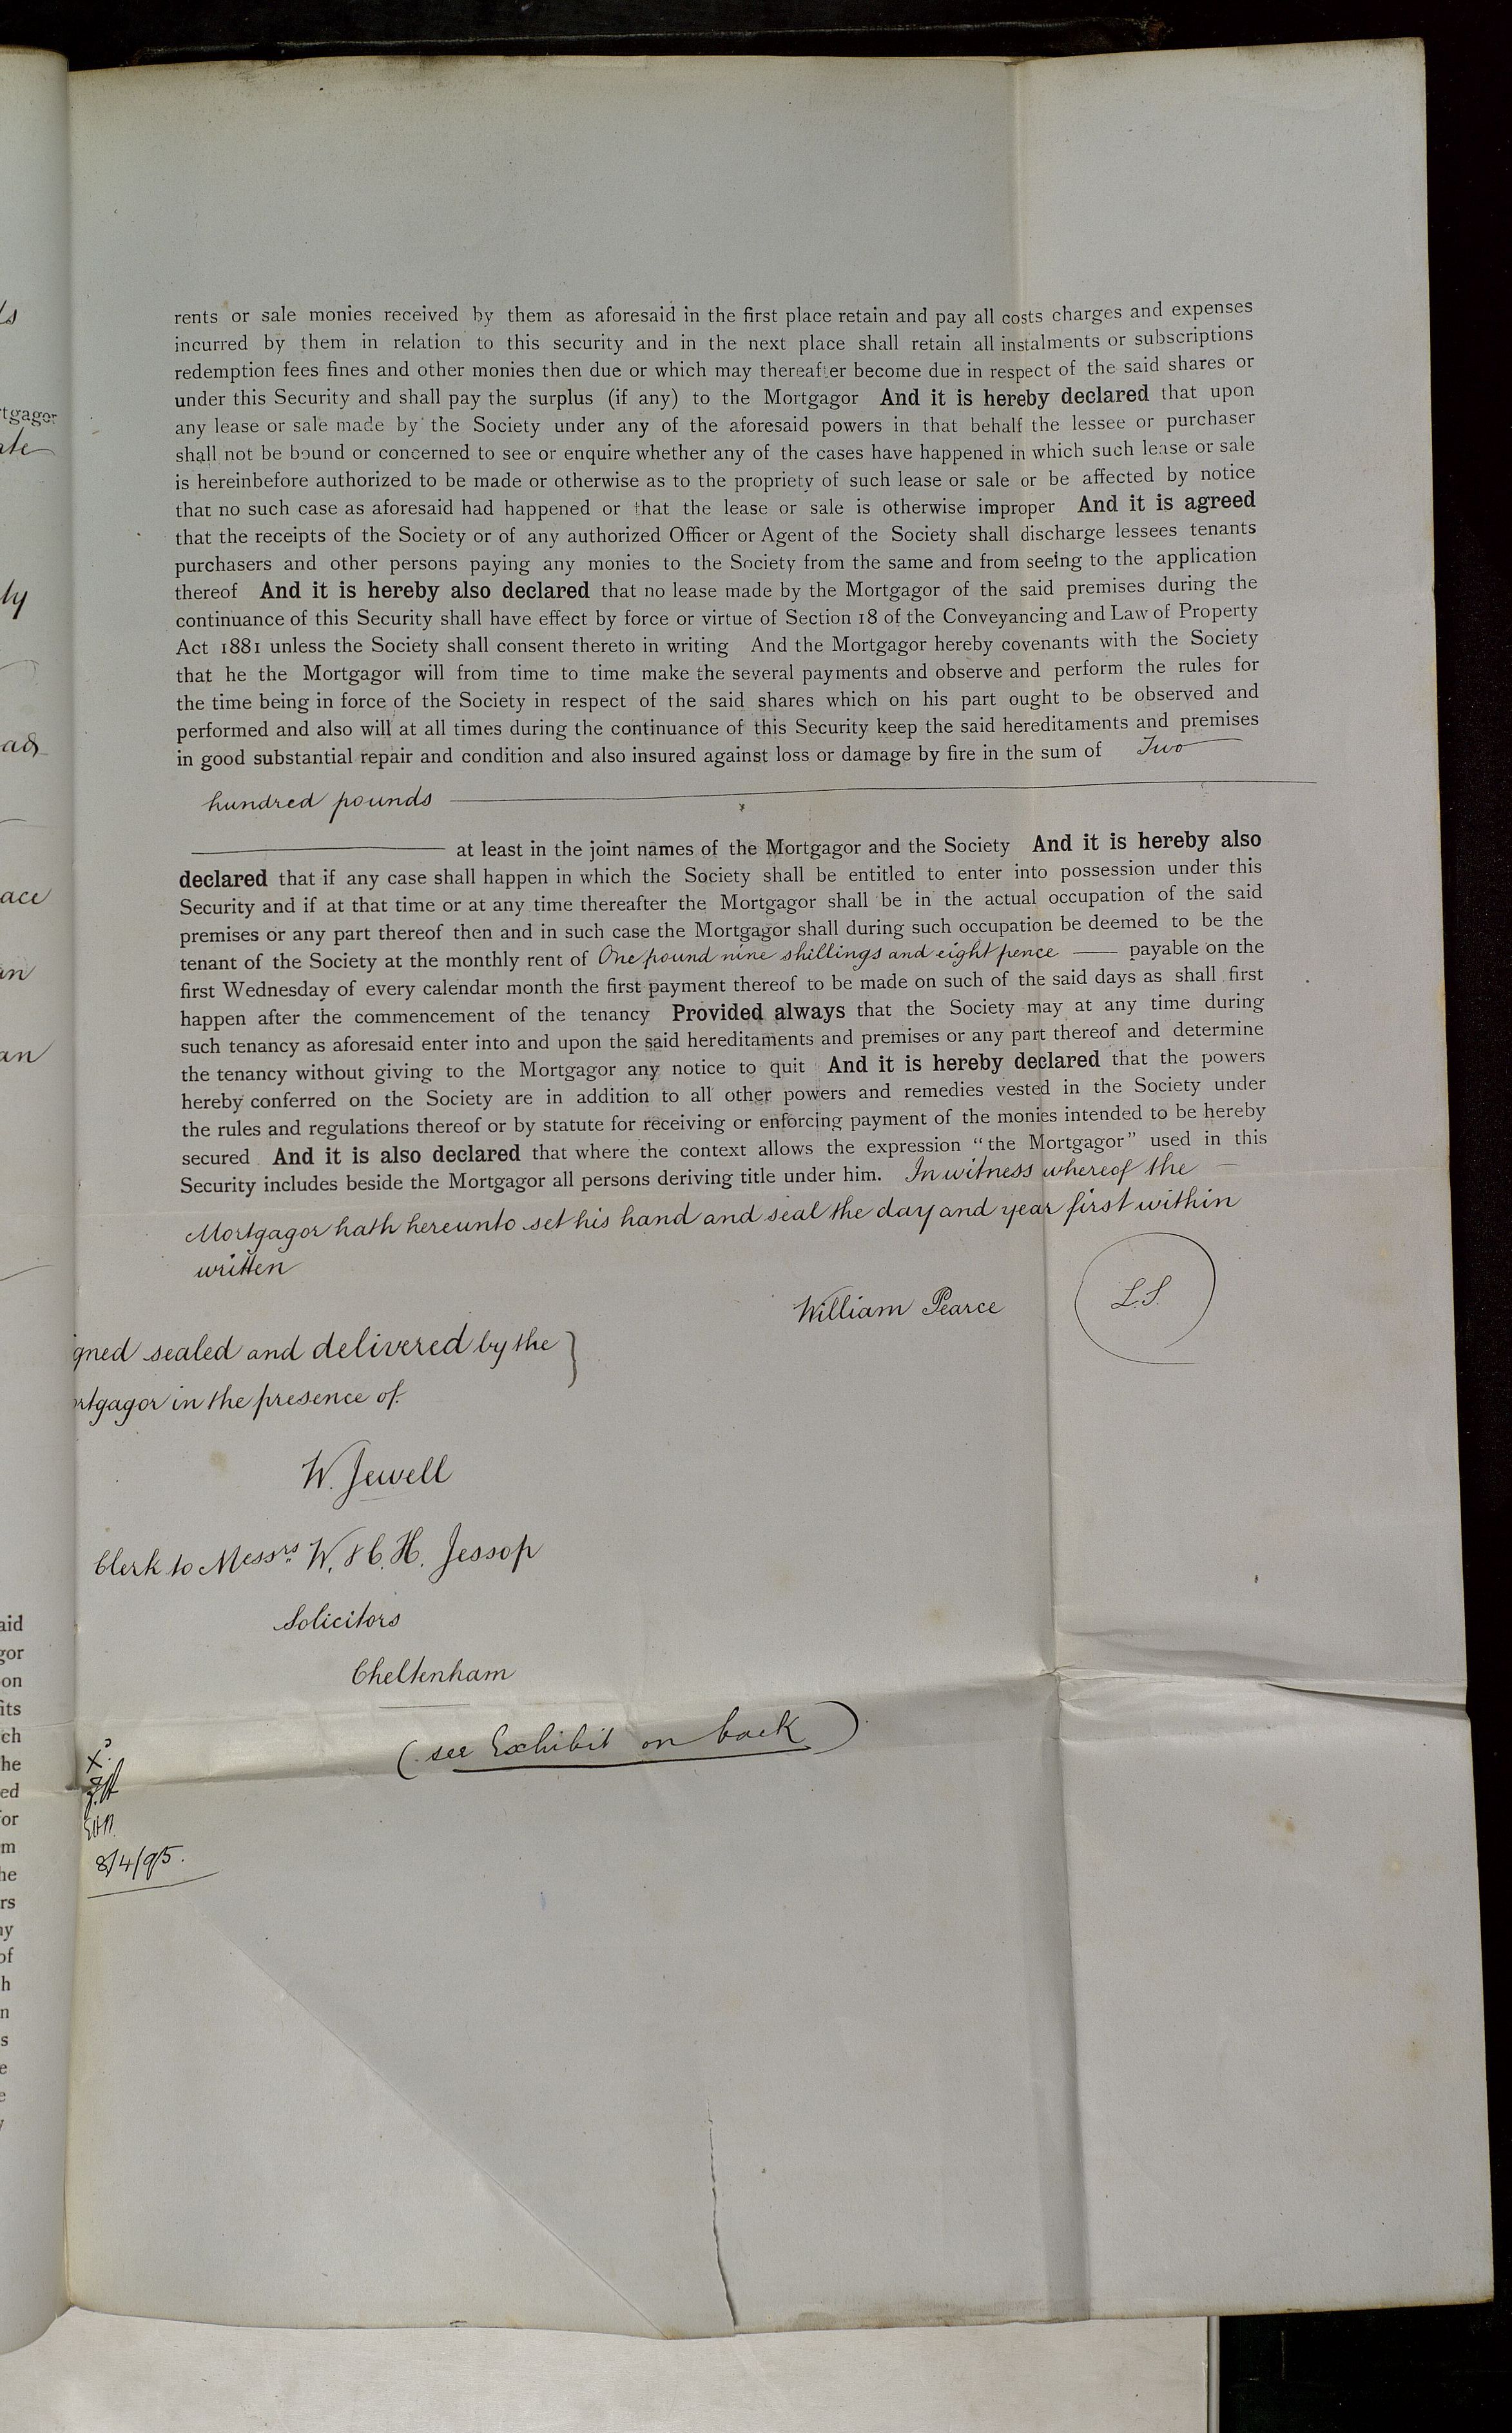 rents or sale monies received by them as aforesaid in the first place retain and pay all costs charges and expenses
incurred by them in relation to this security and in the next place shall retain all instalments or subscriptions
redemption fees fines and other monies then due or which may thereafter become due in respect of the said shares or
under this Security and shall pay the surplus (if any) to the Mortgagor And it is hereby declared that upon
any lease or sale made by the Society under any of the aforesaid powers in that behalf the lessee or purchaser
shall not be bound or concerned to see or enquire whether any of the cases have happened in which such lease or sale
is hereinbefore authorized to be made or otherwise as to the propriety of such lease or sale or be affected by notice
that no such case as aforesaid had happened or that the lease or sale is otherwise improper And it is agreed
that the receipts of the Society or of any authorized Officer or Agent of the Society shall discharge lessees tenants
purchasers and other persons paying any monies to the Society from the same and from seeing to the application
thereof And it is hereby also declared that no lease made by the Mortgagor of the said premises during the
continuance of this Security shall have effect by force or virtue of Section 18 of the Conveyancing and Law of Property
Act 1881 unless the Society shall consent thereto in writing And the Mortgagor hereby covenants with the Society
that he the Mortgagor will from time to time make the several payments and observe and perform the rules for
the time being in force of the Society in respect of the said shares which on his part ought to be observed and
performed and also will at all times during the continuance of this Security keep the said hereditaments and premises
in good substantial repair and condition and also insured against loss or damage by fire in the sum of Two
hundred pounds
at least in the joint names of the Mortgagor and the Society And it is hereby also
declared that if any case shall happen in which the Society shall be entitled to enter into possession under this
Security and if at that time or at any time thereafter the Mortgagor shall be in the actual occupation of the said
premises or any part thereof then and in such case the Mortgagor shall during such occupation be deemed to be the
tenant of the Society at the monthly rent of One pound nine shillings and eight pence payable on the
first Wednesday of every calendar month the first payment thereof to be made on such of the said days as shall first
happen after the commencement of the tenancy Provided always that the Society may at any time during
such tenancy as aforesaid enter into and upon the said hereditaments and premises or any part thereof and determine
the tenancy without giving to the Mortgagor any notice to quit And it is hereby declared that the powers
hereby conferred on the Society are in addition to all other powers and remedies vested in the Society under
the rules and regulations thereof or by statute for receiving or enforcing payment of the monies intended to be hereby
secured And it is also declared that where the context allows the expression "the Mortgagor" used in this
Security includes beside the Mortgagor all persons deriving title under him. In witness whereof the
Mortgagor hath hereunto set his hand and seal the day and year first within
written
William Pearce L.S.
gned sealed and delivered by the
rtgagor in the presence of
W. Jewell
Clerk to Messrs W. & C. H. Jessop
Solicitors
Cheltenham
(see Exhibit on back)
X
8/4/95.